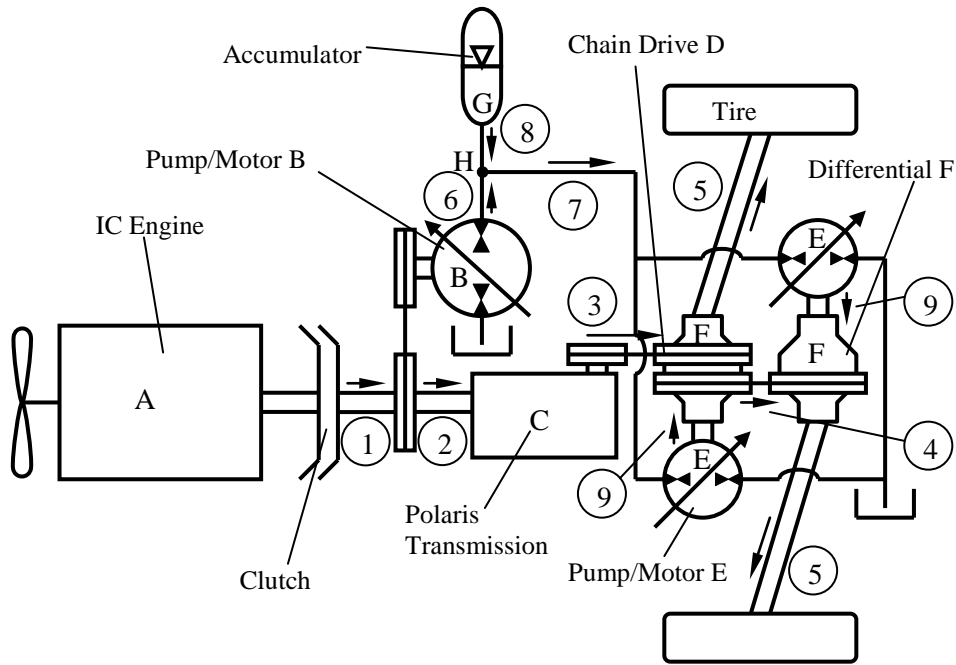 Accumulator
G
8
Chain Drive D
Tire
Pump/Motor B
H
6
7
5
Differential F
IC Engine
B
E
3
9
F
F
A
1
2
C
4
9
E
Polaris
Transmission
Clutch
Pump/Motor E
5